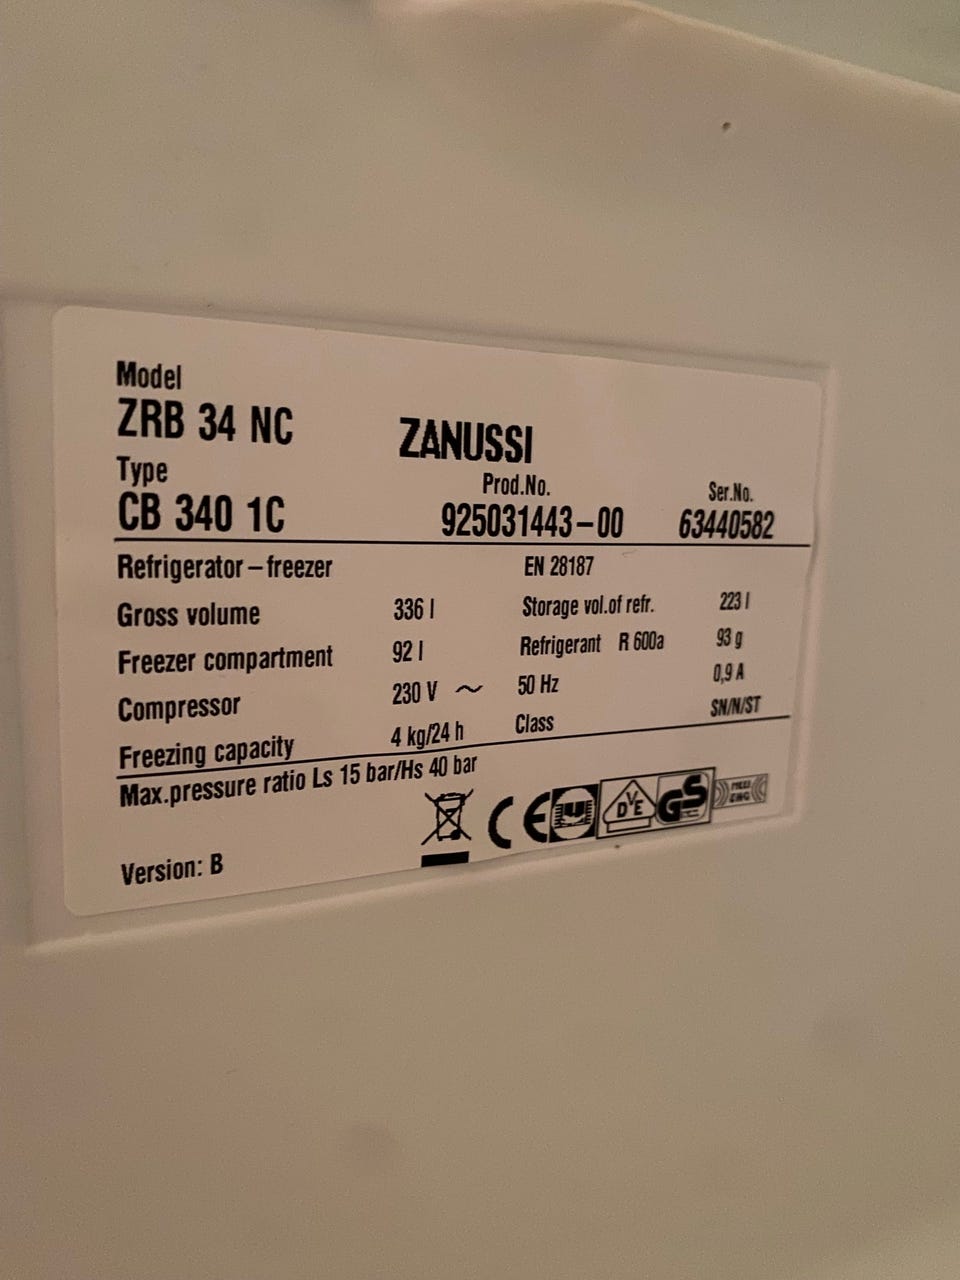 Model
ZRB 34 NC
ZANUSSI
Type
Prod.No.
Ser.No.
CB 340 1C
925031443-00
63440582
Refrigerator-freezer
EN 28187
Gross volume 336 l
Storage vol.of refr. 223 l
Freezer compartment 92 l
Refrigerant R 600a 93 g
Compressor 230 V ~
50 Hz 0,9 A
Freezing capacity 4 kg/24 h
Class SN/N/ST
Max.pressure ratio Ls 15 bar/Hs 40 bar
CE
DVE
GS
Version: B